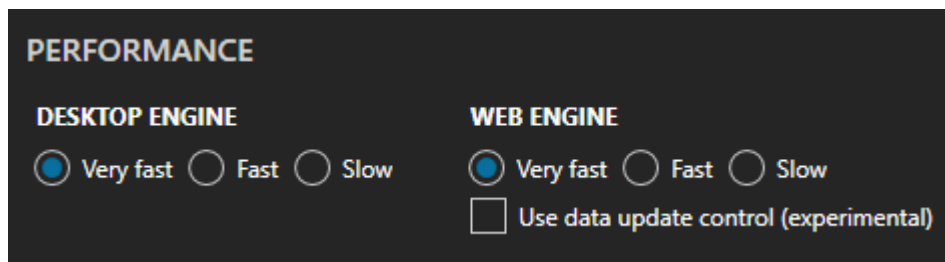 PERFORMANCE
DESKTOP ENGINE
Very fast Fast Slow
WEB ENGINE
Very fast Fast Slow
Use data update control (experimental)